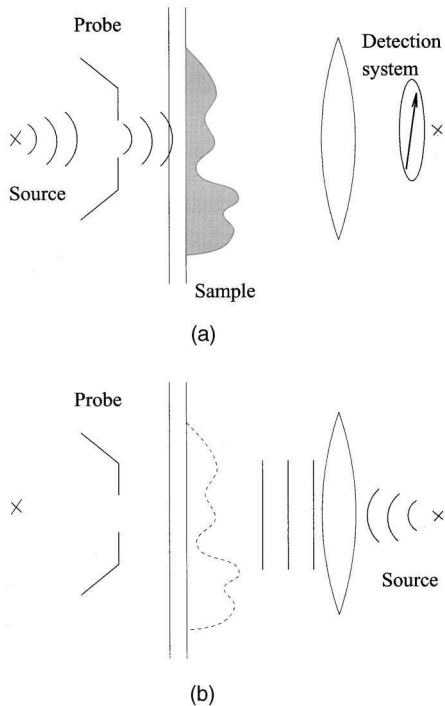 Probe
Detection
system
Source
Sample
(a)
Probe
Source
(b)